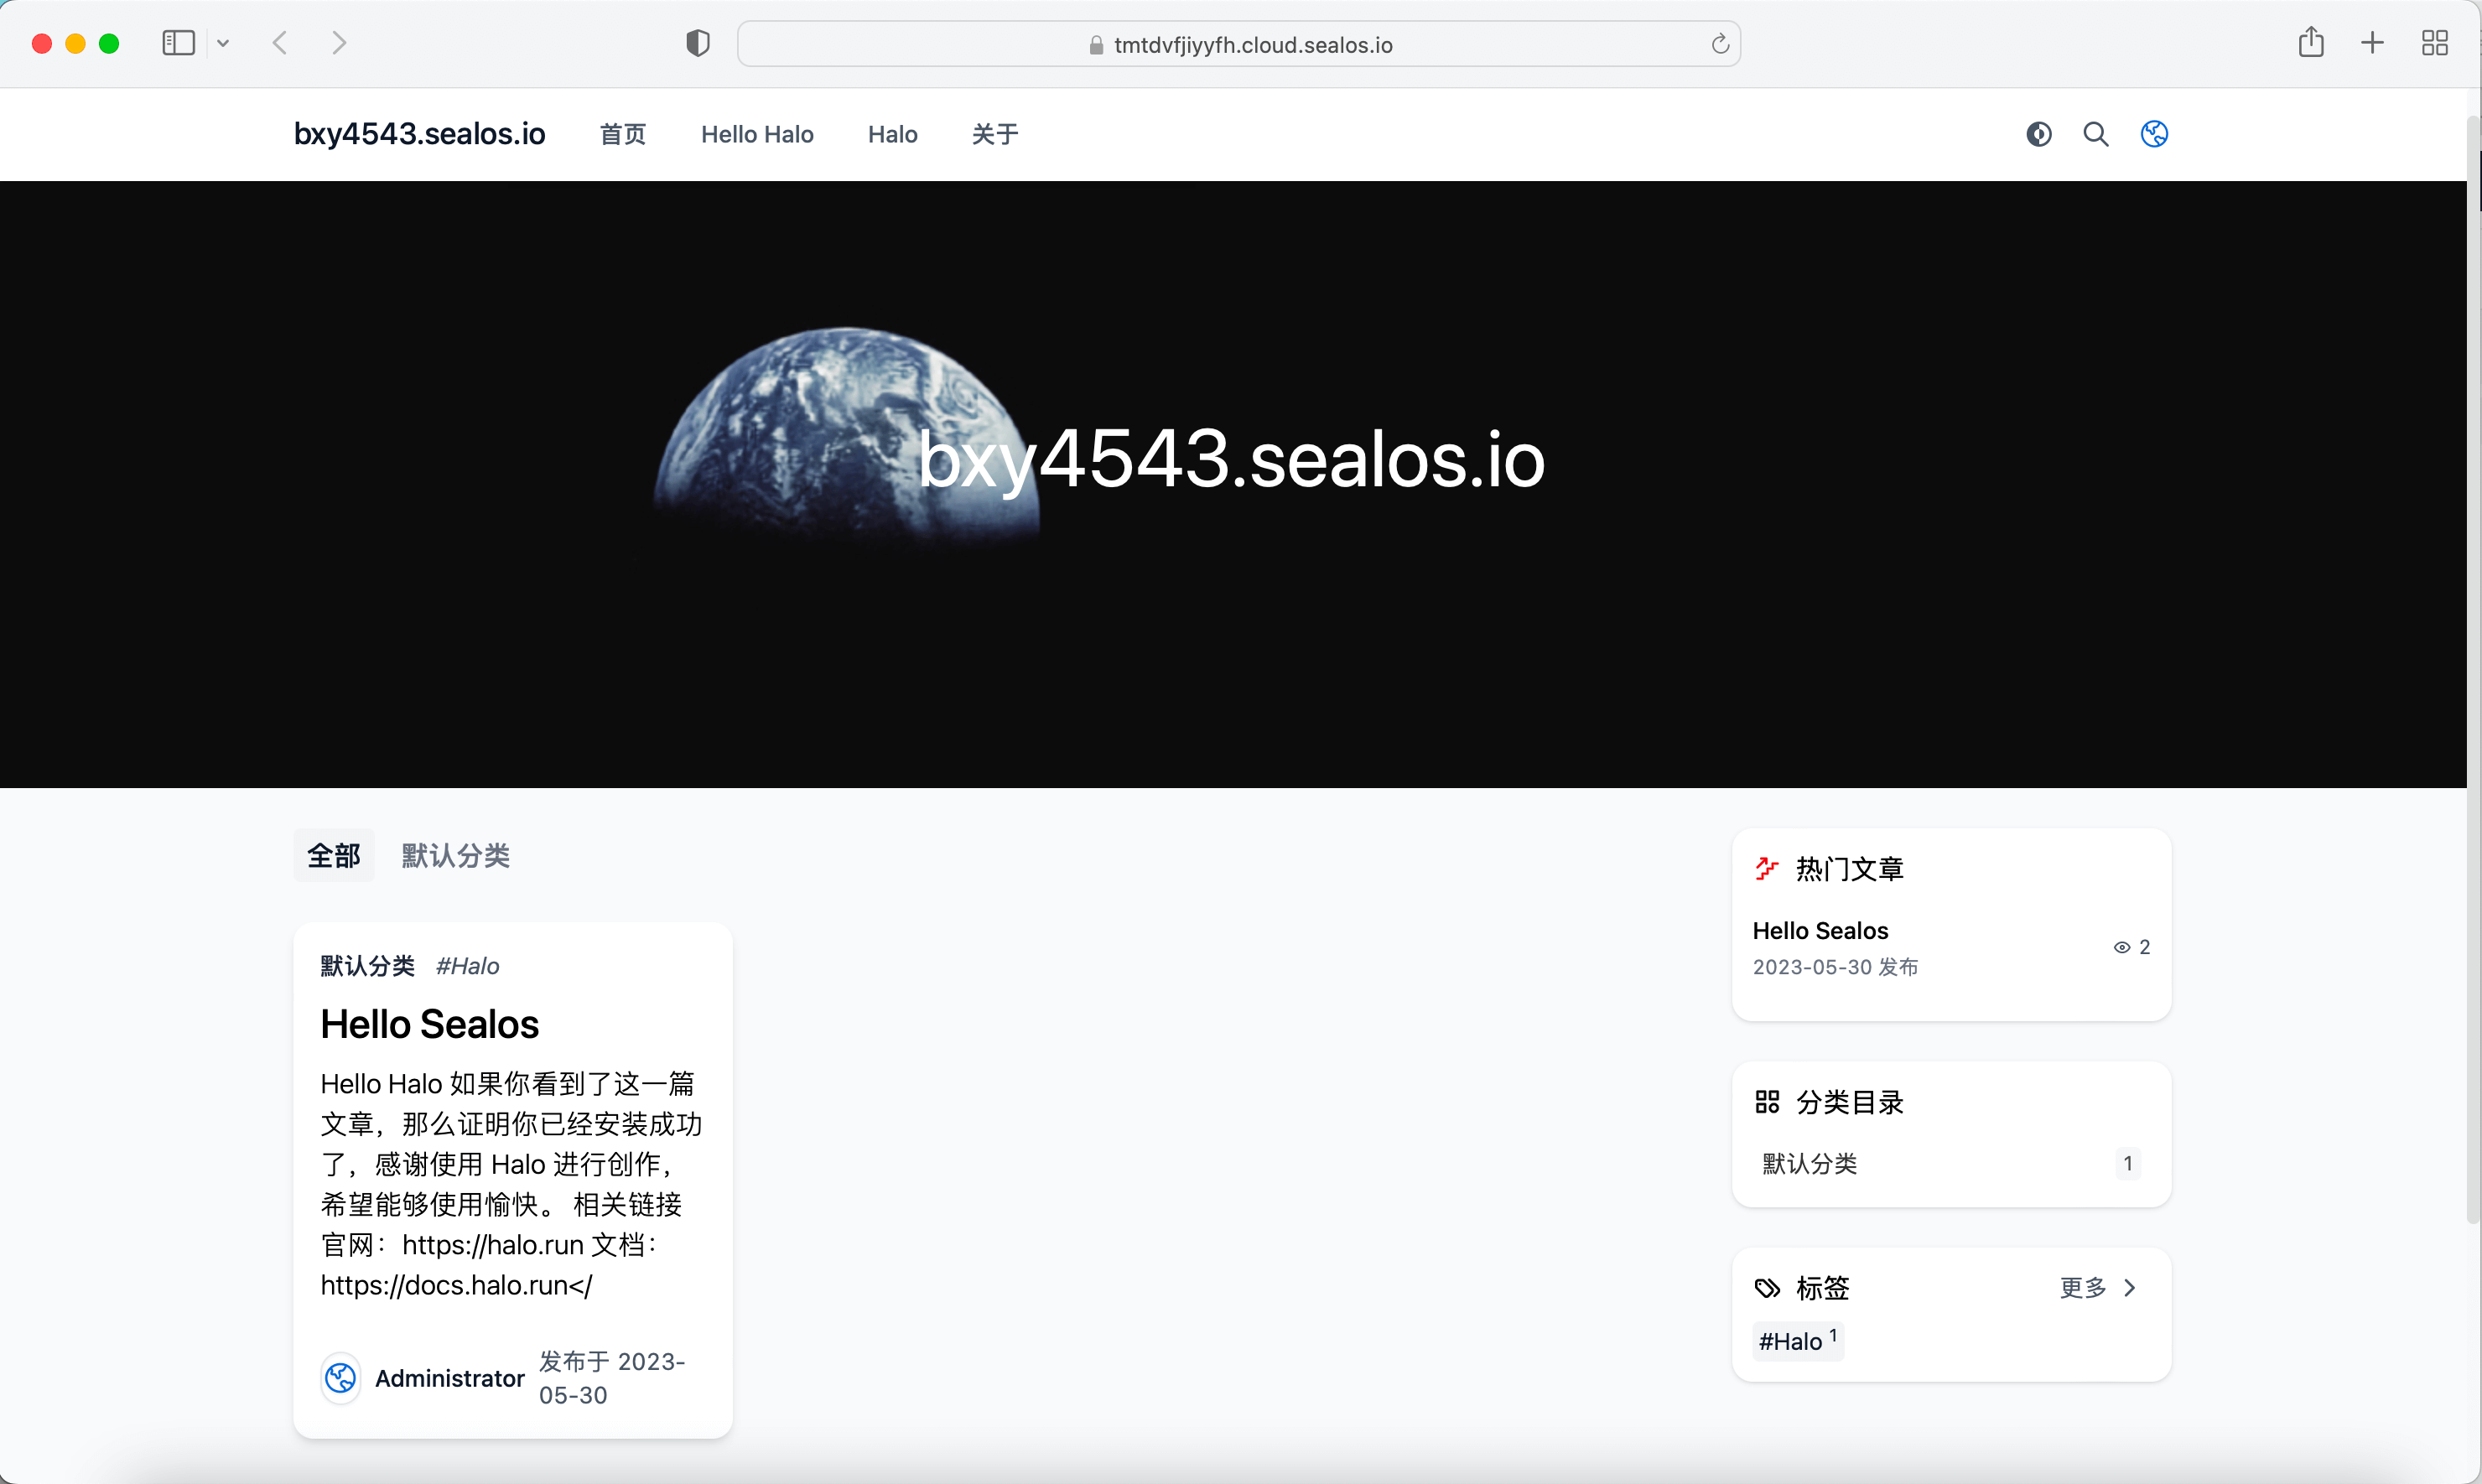 tmtdvfjiyyfh.cloud.sealos.io
bxy4543.sealos.io 首页 Hello Halo Halo 关于
bxy4543.sealos.io
全部 默认分类
默认分类 #Halo
Hello Sealos
Hello Halo 如果你看到了这一篇
文章，那么证明你已经安装成功
了，感谢使用 Halo 进行创作，
希望能够使用愉快。 相关链接
官网：https://halo.run 文档：
https://docs.halo.run</
Administrator
发布于 2023-
05-30
热门文章
Hello Sealos
2023-05-30 发布
2
分类目录
默认分类 1
标签 更多
#Halo 1